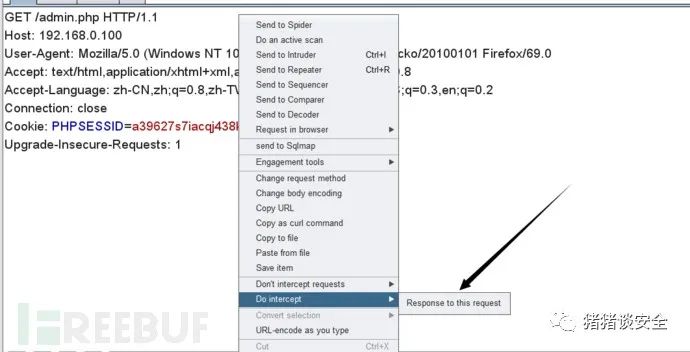 GET /admin.php HTTP/1.1
Host: 192.168.0.100
User-Agent: Mozilla/5.0 (Windows NT 10 cko/20100101 Firefox/69.0
Accept: text/html,application/xhtml+xml,a 0.8
Accept-Language: zh-CN,zh;q=0.8,zh-TW ;q=0.3,en;q=0.2
Connection: close
Cookie: PHPSESSID=a39627s7iacqj438
Upgrade-Insecure-Requests: 1
Send to Spider
Do an active scan
Send to Intruder Ctrl+I
Send to Repeater Ctrl+R
Send to Sequencer
Send to Comparer
Send to Decoder
Request in browser
send to Sqlmap
Engagement tools
Change request method
Change body encoding
Copy URL
Copy as curl command
Copy to file
Paste from file
Save item
Don't intercept requests
Do intercept
Response to this request
Convert selection
URL-encode as you type
Cut Ctrl+X
FREEBUF
猪猪谈安全